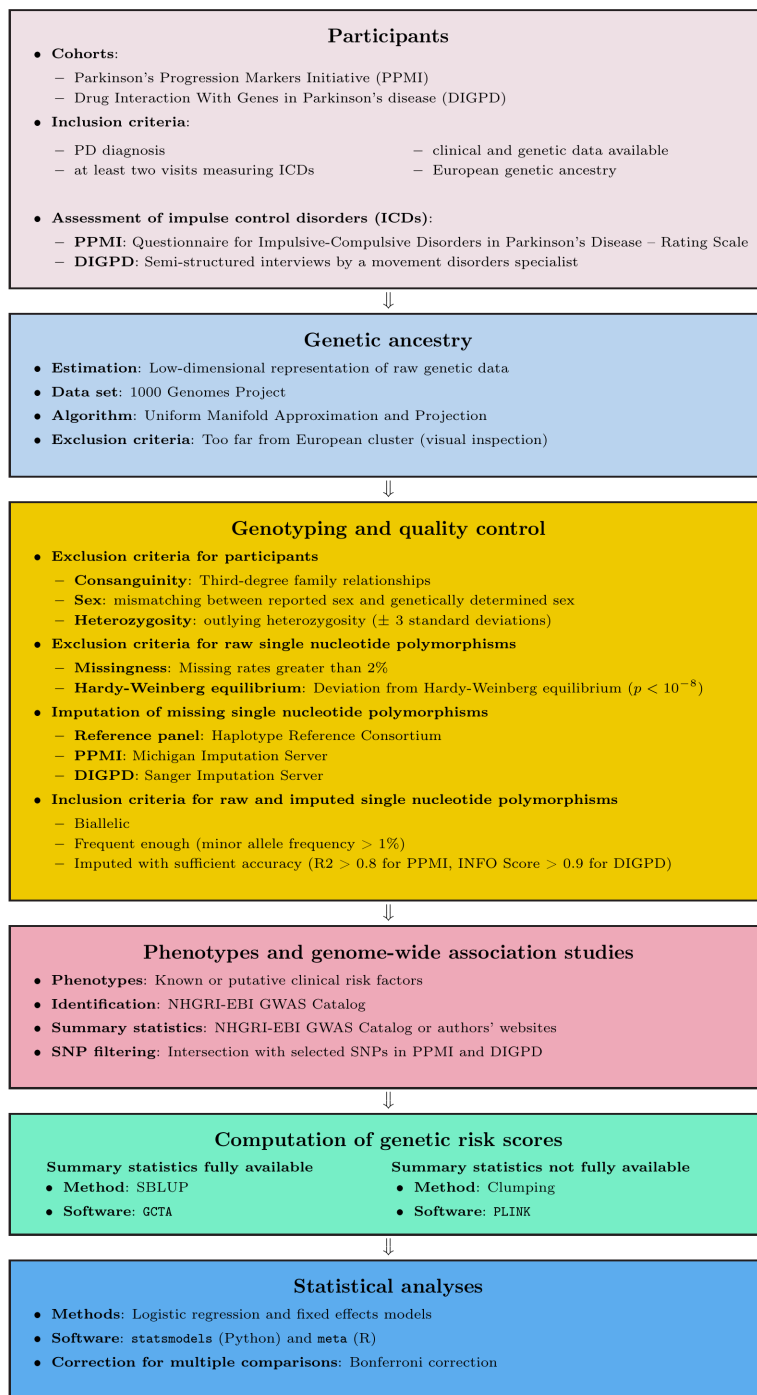 Participants
• Cohorts:
– Parkinson's Progression Markers Initiative (PPMI)
– Drug Interaction With Genes in Parkinson's disease (DIGPD)
• Inclusion criteria:
– PD diagnosis
– at least two visits measuring ICDs
– clinical and genetic data available
– European genetic ancestry
• Assessment of impulse control disorders (ICDs):
– PPMI: Questionnaire for Impulsive-Compulsive Disorders in Parkinson's Disease – Rating Scale
– DIGPD: Semi-structured interviews by a movement disorders specialist
⇓
Genetic ancestry
• Estimation: Low-dimensional representation of raw genetic data
• Data set: 1000 Genomes Project
• Algorithm: Uniform Manifold Approximation and Projection
• Exclusion criteria: Too far from European cluster (visual inspection)
⇓
Genotyping and quality control
• Exclusion criteria for participants
– Consanguinity: Third-degree family relationships
– Sex: mismatching between reported sex and genetically determined sex
– Heterozygosity: outlying heterozygosity (± 3 standard deviations)
• Exclusion criteria for raw single nucleotide polymorphisms
– Missingness: Missing rates greater than 2%
– Hardy-Weinberg equilibrium: Deviation from Hardy-Weinberg equilibrium (p < 10⁻⁸)
• Imputation of missing single nucleotide polymorphisms
– Reference panel: Haplotype Reference Consortium
– PPMI: Michigan Imputation Server
– DIGPD: Sanger Imputation Server
• Inclusion criteria for raw and imputed single nucleotide polymorphisms
– Biallelic
– Frequent enough (minor allele frequency > 1%)
– Imputed with sufficient accuracy (R2 > 0.8 for PPMI, INFO Score > 0.9 for DIGPD)
⇓
Phenotypes and genome-wide association studies
• Phenotypes: Known or putative clinical risk factors
• Identification: NHGRI-EBI GWAS Catalog
• Summary statistics: NHGRI-EBI GWAS Catalog or authors' websites
• SNP filtering: Intersection with selected SNPs in PPMI and DIGPD
⇓
Computation of genetic risk scores
Summary statistics fully available
• Method: SBLUP
• Software: GCTA
Summary statistics not fully available
• Method: Clumping
• Software: PLINK
⇓
Statistical analyses
• Methods: Logistic regression and fixed effects models
• Software: statsmodels (Python) and meta (R)
• Correction for multiple comparisons: Bonferroni correction